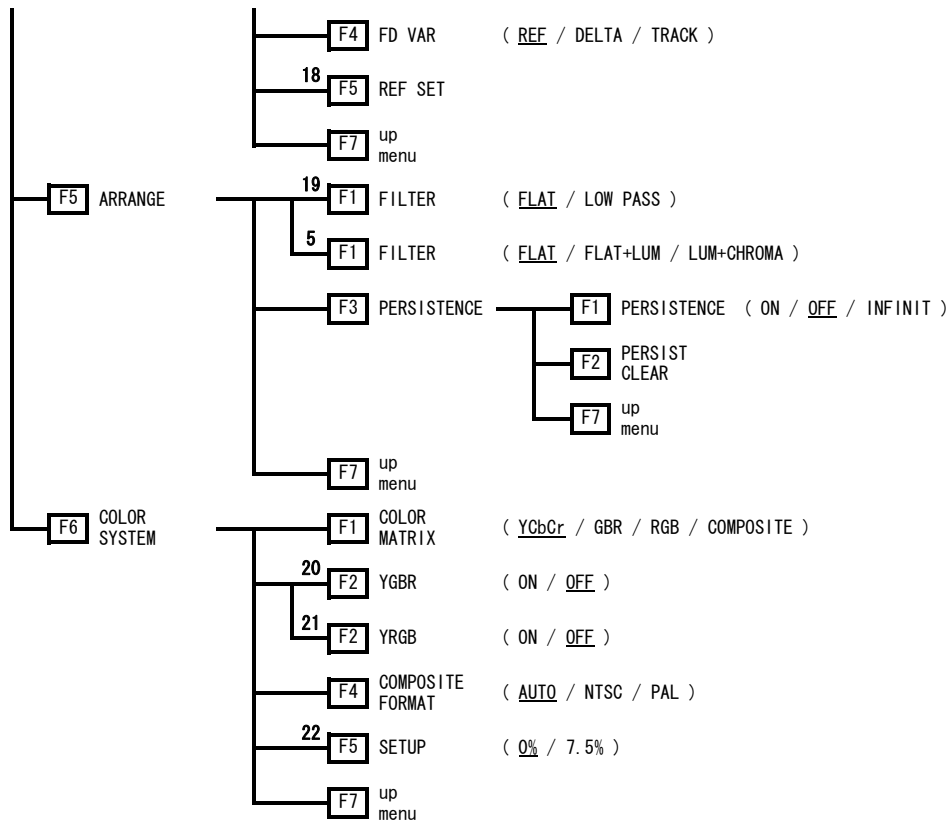 F4 FD VAR ( REF / DELTA / TRACK )
18 F5 REF SET
F7 up
menu
F5 ARRANGE 19 F1 FILTER ( FLAT / LOW PASS )
5 F1 FILTER ( FLAT / FLAT+LUM / LUM+CHROMA )
F3 PERSISTENCE F1 PERSISTENCE ( ON / OFF / INFINIT )
F2 PERSIST
CLEAR
F7 up
menu
F7 up
menu
F6 COLOR
SYSTEM
F1 COLOR
MATRIX
( YCbCr / GBR / RGB / COMPOSITE )
20 F2 YGBR ( ON / OFF )
21 F2 YRGB ( ON / OFF )
F4 COMPOSITE
FORMAT
( AUTO / NTSC / PAL )
22 F5 SETUP ( 0% / 7.5% )
F7 up
menu